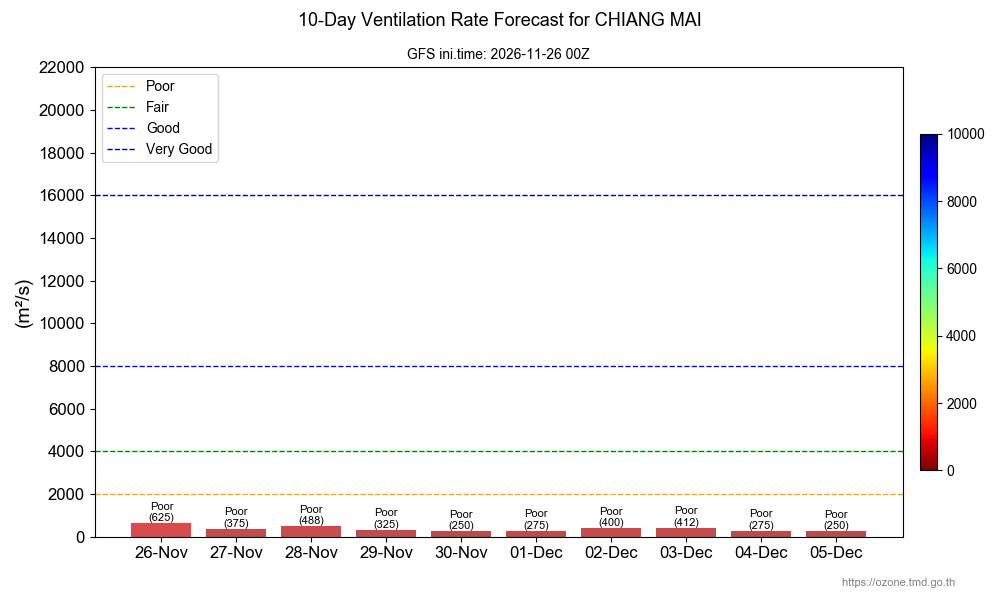 10-Day Ventilation Rate Forecast for CHIANG MAI
GFS ini.time: 2026-11-26 00Z
22000
20000
18000
16000
14000
12000
10000
8000
6000
4000
2000
0
(m²/s)
Poor
Fair
Good
Very Good
Poor
(625)
Poor
(375)
Poor
(488)
Poor
(325)
Poor
(250)
Poor
(275)
Poor
(400)
Poor
(412)
Poor
(275)
Poor
(250)
26-Nov 27-Nov 28-Nov 29-Nov 30-Nov 01-Dec 02-Dec 03-Dec 04-Dec 05-Dec
10000
8000
6000
4000
2000
0
https://ozone.tmd.go.th